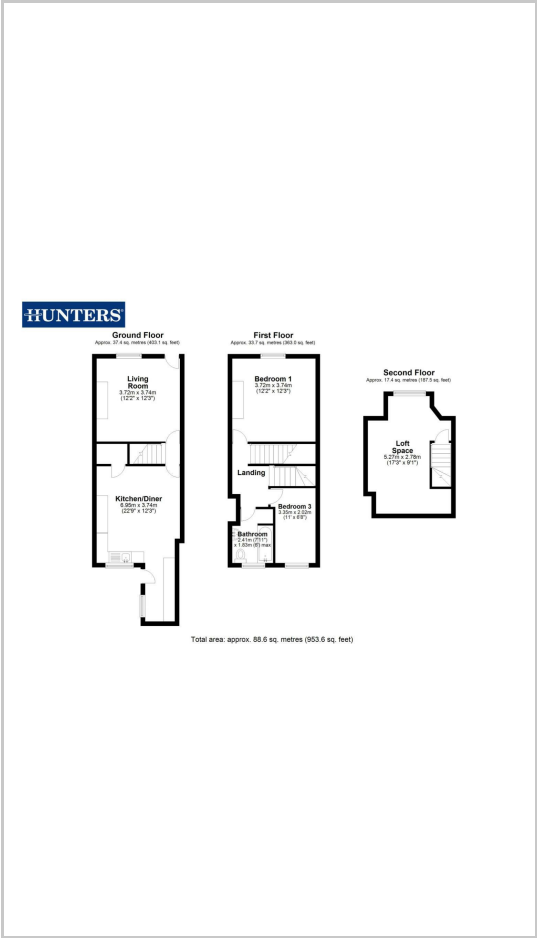 HUNTERS
Ground Floor
Approx. 37.4 sq. metres (403.1 sq. feet)
Living
Room
3.72m x 3.74m
(12'2" x 12'3")
Kitchen/Diner
6.95m x 3.74m
(22'9" x 12'3")
First Floor
Approx. 33.7 sq. metres (363.0 sq. feet)
Bedroom 1
3.72m x 3.74m
(12'2" x 12'3")
Landing
Bedroom 3
3.35m x 2.02m
(11' x 6'8")
Bathroom
2.41m (7'11")
x 1.83m (6') max
Second Floor
Approx. 17.4 sq. metres (187.5 sq. feet)
Loft
Space
5.27m x 2.78m
(17'3" x 9'1")
Total area: approx. 88.6 sq. metres (953.6 sq. feet)